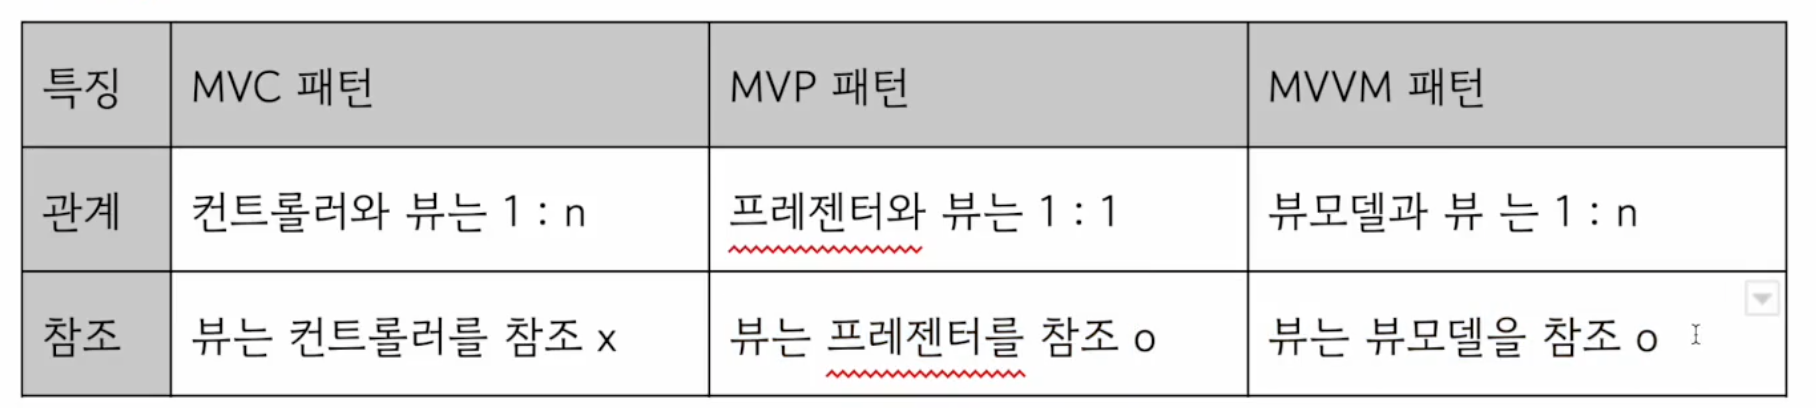 특징 MVC 패턴 MVP 패턴 MVVM 패턴
관계 컨트롤러와 뷰는 1 : n 프레젠터와 뷰는 1 : 1 뷰모델과 뷰 는 1 : n
참조 뷰는 컨트롤러를 참조 x 뷰는 프레젠터를 참조 o 뷰는 뷰모델을 참조 o